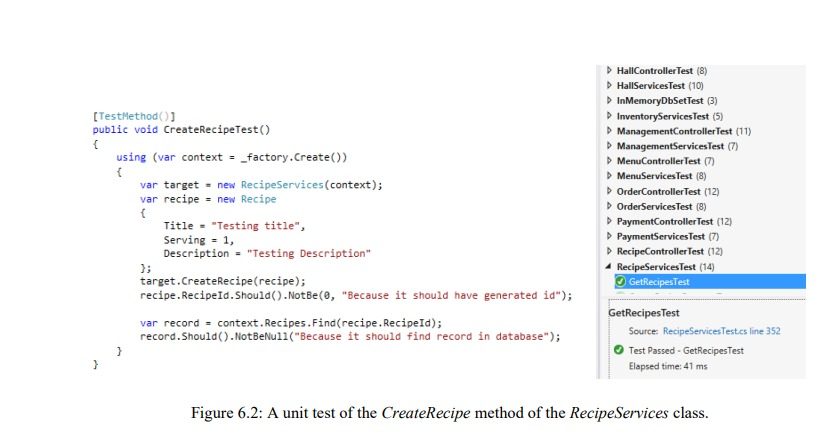 [TestMethod()]
public void CreateRecipeTest()
{
using (var context = _factory.Create())
{
var target = new RecipeServices(context);
var recipe = new Recipe
{
Title = "Testing title",
Serving = 1,
Description = "Testing Description"
};
target.CreateRecipe(recipe);
recipe.RecipeId.Should().NotBe(0, "Because it should have generated id");
var record = context.Recipes.Find(recipe.RecipeId);
record.Should().NotBeNull("Because it should find record in database");
}
}
HallControllerTest (8)
HallServicesTest (10)
InMemoryDbSetTest (3)
InventoryServicesTest (5)
ManagementControllerTest (11)
ManagementServicesTest (7)
MenuControllerTest (7)
MenuServicesTest (8)
OrderControllerTest (12)
OrderServicesTest (8)
PaymentControllerTest (12)
PaymentServicesTest (7)
RecipeControllerTest (12)
RecipeServicesTest (14)
GetRecipesTest
GetRecipesTest
Source: RecipeServicesTest.cs line 352
Test Passed - GetRecipesTest
Elapsed time: 41 ms
Figure 6.2: A unit test of the CreateRecipe method of the RecipeServices class.